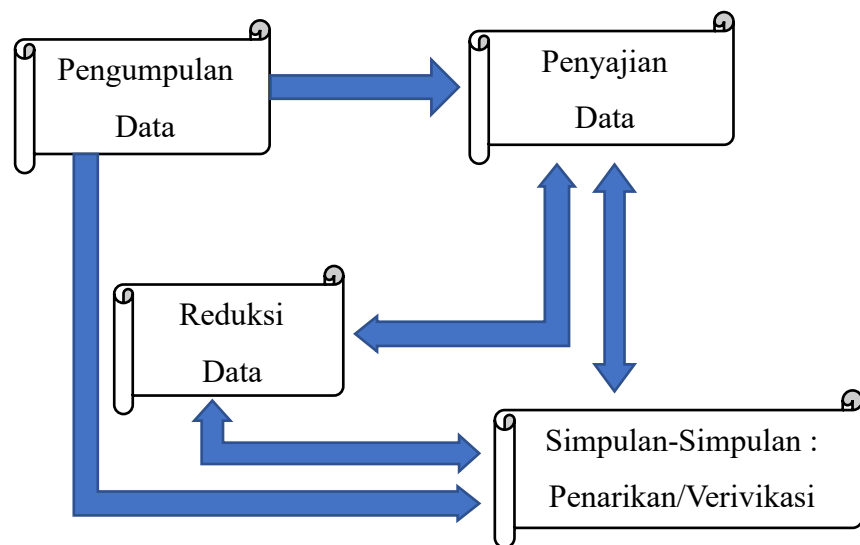 Pengumpulan
Data
Penyajian
Data
Reduksi
Data
Simpulan-Simpulan :
Penarikan/Verivikasi